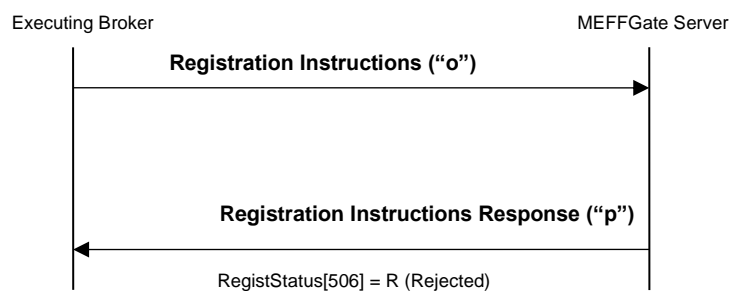 Executing Broker
MEFFGate Server
Registration Instructions (“o”)
Registration Instructions Response (“p”)
RegistStatus[506] = R (Rejected)